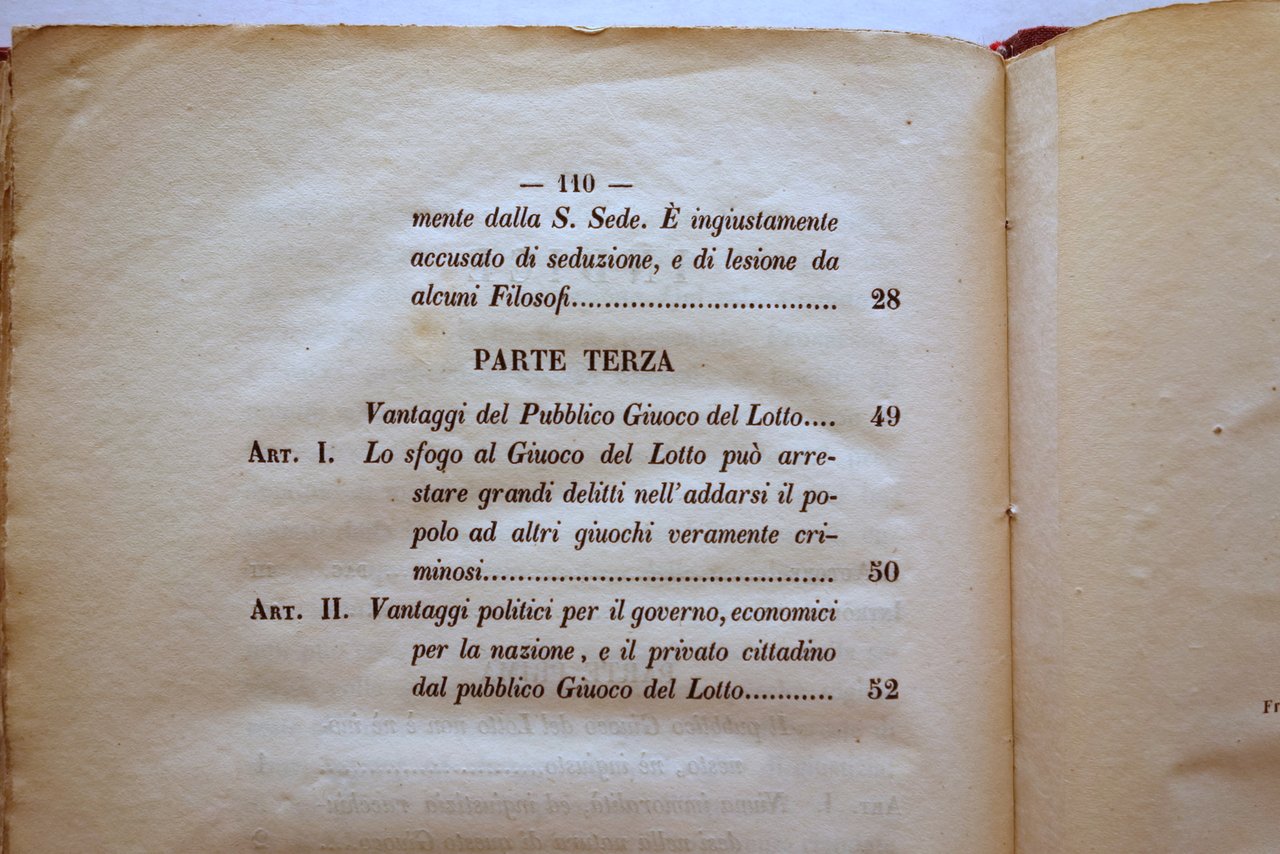 — 110 —
mente dalla S. Sede. È ingiustamente
accusato di seduzione, e di lesione da
alcuni Filosofi...................................... 28
PARTE TERZA
Vantaggi del Pubblico Giuoco del Lotto.... 49
ART. I. Lo sfogo al Giuoco del Lotto può arre-
stare grandi delitti nell'addarsi il po-
polo ad altri giuochi veramente cri-
minosi.................................................. 50
ART. II. Vantaggi politici per il governo, economici
per la nazione, e il privato cittadino
dal pubblico Giuoco del Lotto............ 52
Fr